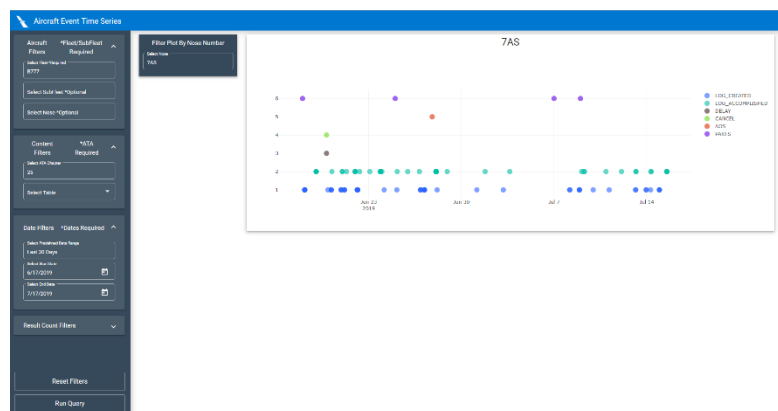 Aircraft Event Time Series
Aircraft Filters *Fleet/SubFleet Required
Select Fleet *Required
B777
Select SubFleet *Optional
Select Nose *Optional
Content Filters *ATA Required
Select ATA Chapter
25
Select Table
Date Filters *Dates Required
Select Predefined Date Range
Last 30 Days
Select Start Date
6/17/2019
Select End Date
7/17/2019
Result Count Filters
Reset Filters
Run Query
Filter Plot By Nose Number
Select Nose
7AS
7AS
6
5
4
3
2
1
Jun 23
2019
Jun 30
Jul 7
Jul 14
LOG_CREATED
LOG_ACCOMPLISHED
DELAY
CANCEL
AOS
PARTS